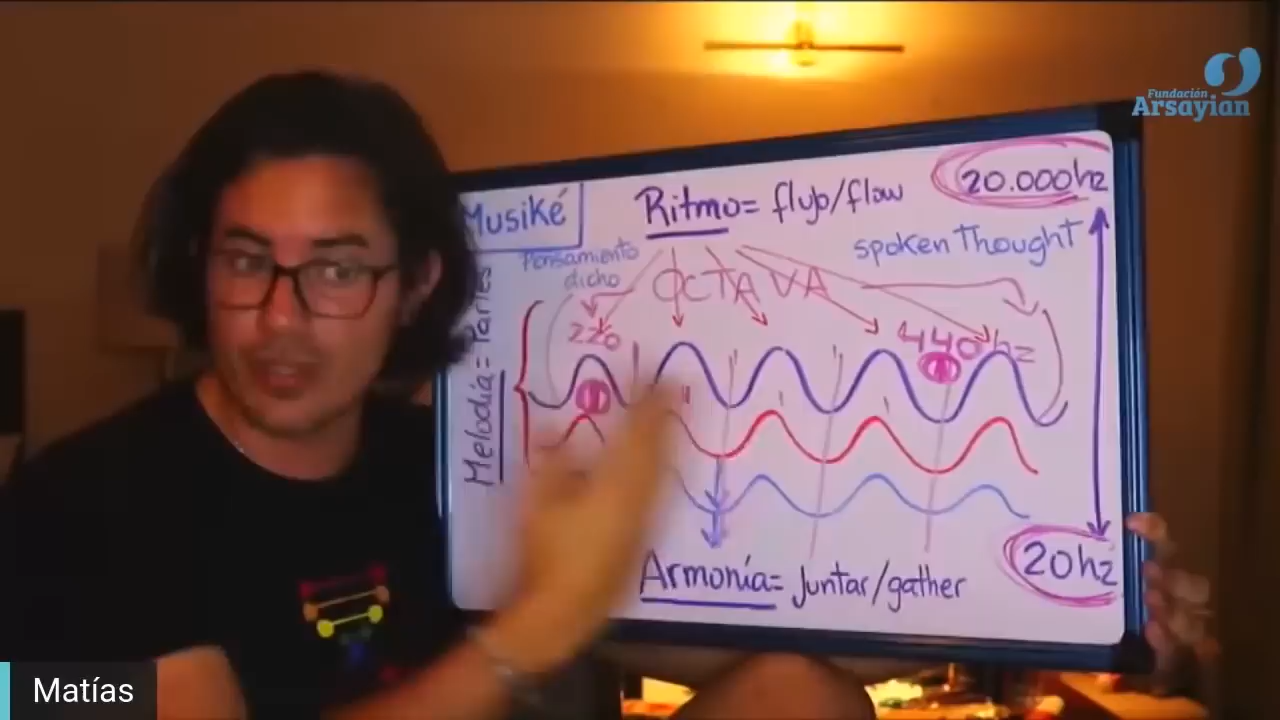 Fundación
Arsayian
Musiké
Ritmo= flujo/flow
20.000hz
Pensamiento
dicho
spoken Thought
OCTAVA
220
440hz
Melodía= Partes
Armonía= Juntar/gather
20hz
Matías